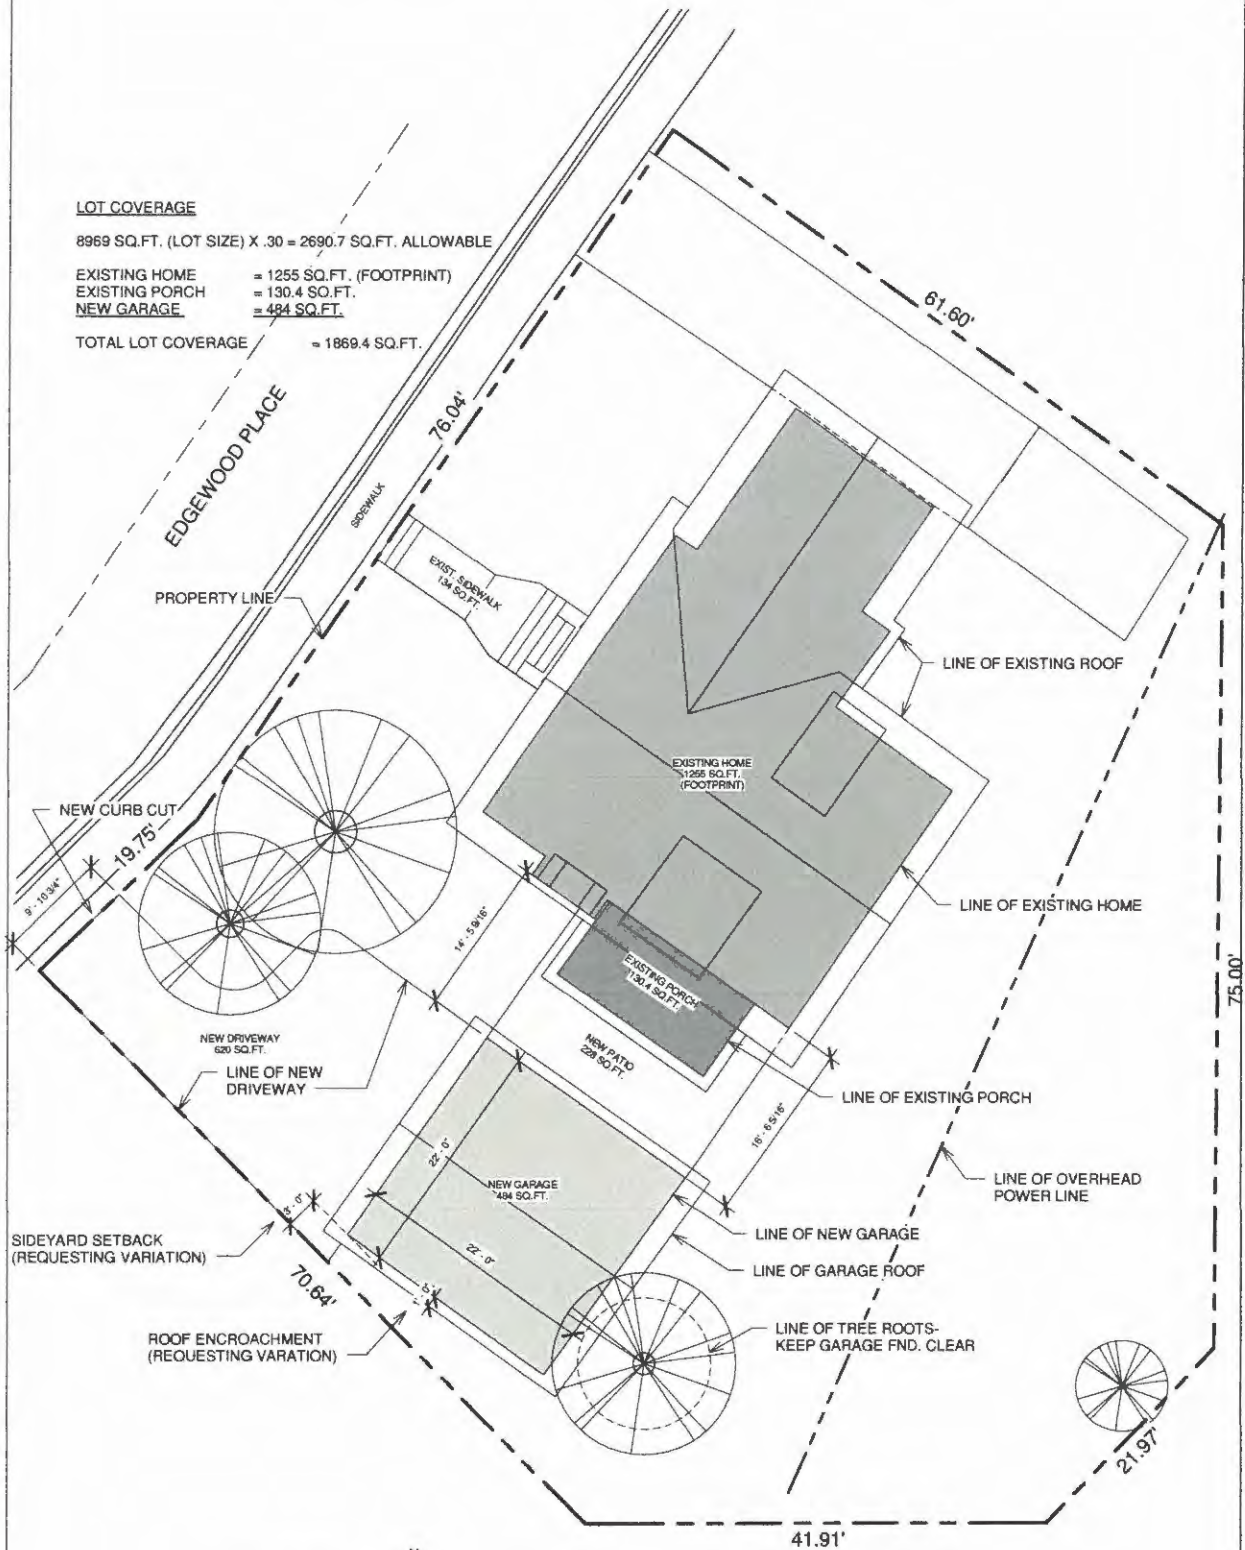 LOT COVERAGE
8969 SQ.FT. (LOT SIZE) X .30 = 2690.7 SQ.FT. ALLOWABLE
EXISTING HOME = 1255 SQ.FT. (FOOTPRINT)
EXISTING PORCH = 130.4 SQ.FT.
NEW GARAGE = 484 SQ.FT.
TOTAL LOT COVERAGE = 1869.4 SQ.FT.
61.60'
76.04'
EDGEWOOD PLACE
SIDEWALK
EXIST. SIDEWALK
134 SQ.FT.
PROPERTY LINE
LINE OF EXISTING ROOF
EXISTING HOME
1255 SQ.FT.
(FOOTPRINT)
NEW CURB CUT
19.75'
9'-10 3/4"
14'-5 9/16"
LINE OF EXISTING HOME
EXISTING PORCH
130.4 SQ.FT.
75.00'
NEW DRIVEWAY
620 SQ.FT.
NEW PATIO
228 SQ.FT.
LINE OF NEW
DRIVEWAY
LINE OF EXISTING PORCH
16'-6 5/16"
22'-0"
NEW GARAGE
484 SQ.FT.
LINE OF OVERHEAD
POWER LINE
3'-0"
SIDEYARD SETBACK
(REQUESTING VARIATION)
LINE OF NEW GARAGE
22'-0"
LINE OF GARAGE ROOF
70.64'
ROOF ENCROACHMENT
(REQUESTING VARATION)
LINE OF TREE ROOTS-
KEEP GARAGE FND. CLEAR
21.97'
41.91'